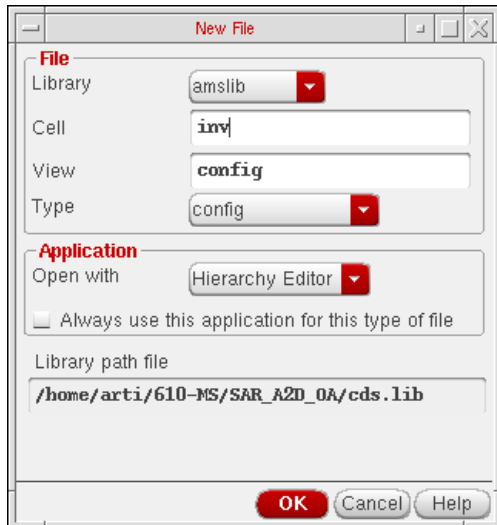 New File
File
Library amslib
Cell inv
View config
Type config
Application
Open with Hierarchy Editor
Always use this application for this type of file
Library path file
/home/arti/610-MS/SAR_A2D_OA/cds.lib
OK Cancel Help